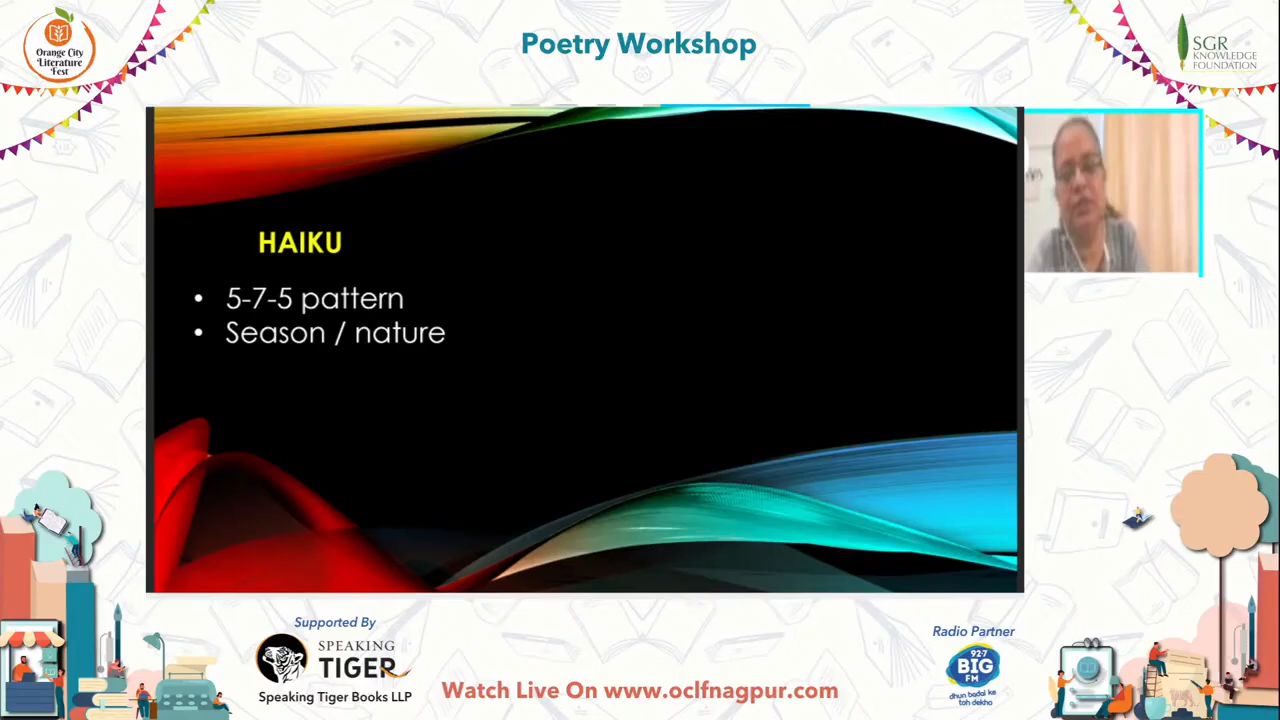 Orange City
Literature
Fest
Poetry Workshop
SGR
KNOWLEDGE
FOUNDATION
HAIKU
• 5-7-5 pattern
• Season / nature
Supported By
SPEAKING
TIGER
Speaking Tiger Books LLP
Watch Live On www.oclfnagpur.com
Radio Partner
92·7
BIG
FM
dhun badal ke
toh dekho